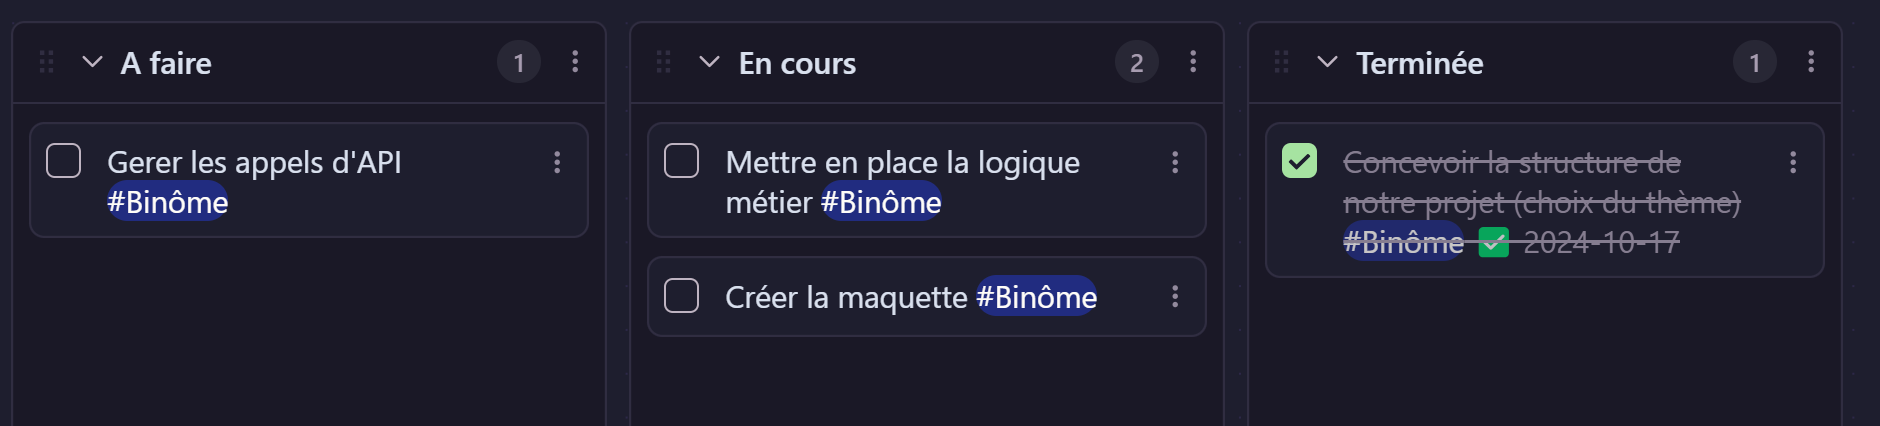 A faire
1
Gerer les appels d'API
#Binôme
En cours
2
Mettre en place la logique
métier #Binôme
Créer la maquette #Binôme
Terminée
1
Concevoir la structure de
notre projet (choix du thème)
#Binôme ✅ 2024-10-17